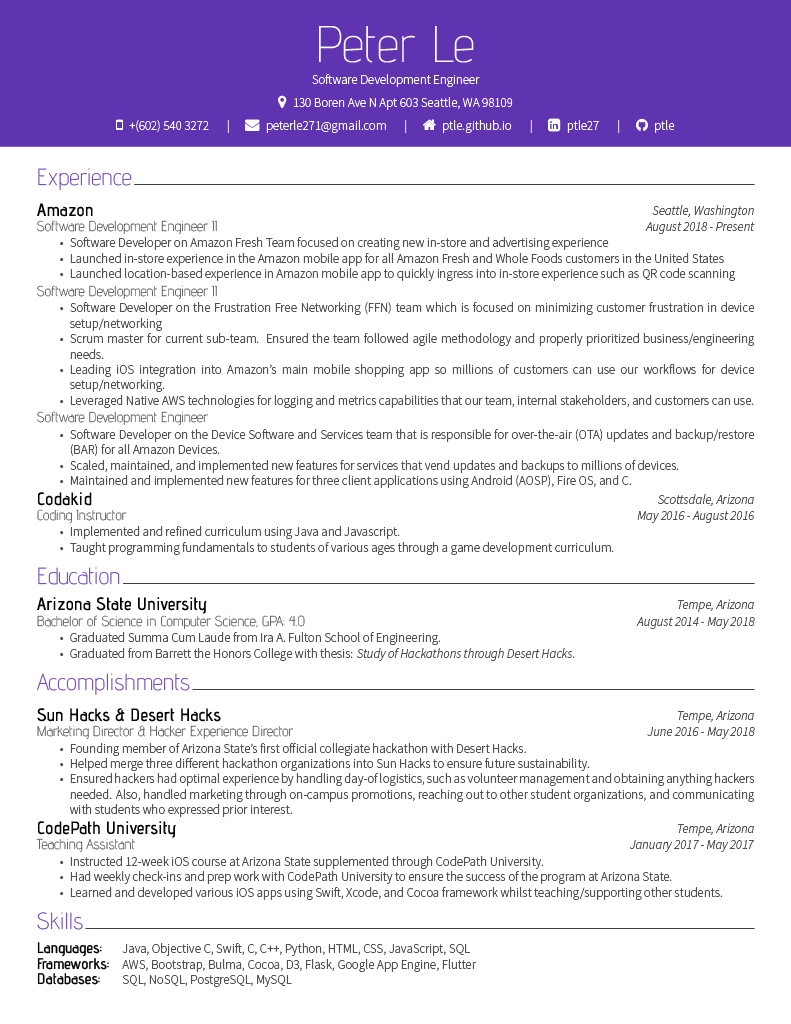 Peter Le
Software Development Engineer
130 Boren Ave N Apt 603 Seattle, WA 98109
+(602) 540 3272 | peterle271@gmail.com | ptle.github.io | ptle27 | ptle
Experience
Amazon Seattle, Washington
Software Development Engineer II August 2018 - Present
• Software Developer on Amazon Fresh Team focused on creating new in-store and advertising experience
• Launched in-store experience in the Amazon mobile app for all Amazon Fresh and Whole Foods customers in the United States
• Launched location-based experience in Amazon mobile app to quickly ingress into in-store experience such as QR code scanning
Software Development Engineer II
• Software Developer on the Frustration Free Networking (FFN) team which is focused on minimizing customer frustration in device
setup/networking
• Scrum master for current sub-team. Ensured the team followed agile methodology and properly prioritized business/engineering
needs.
• Leading iOS integration into Amazon's main mobile shopping app so millions of customers can use our workflows for device
setup/networking.
• Leveraged Native AWS technologies for logging and metrics capabilities that our team, internal stakeholders, and customers can use.
Software Development Engineer
• Software Developer on the Device Software and Services team that is responsible for over-the-air (OTA) updates and backup/restore
(BAR) for all Amazon Devices.
• Scaled, maintained, and implemented new features for services that vend updates and backups to millions of devices.
• Maintained and implemented new features for three client applications using Android (AOSP), Fire OS, and C.
Codakid Scottsdale, Arizona
Coding Instructor May 2016 - August 2016
• Implemented and refined curriculum using Java and Javascript.
• Taught programming fundamentals to students of various ages through a game development curriculum.
Education
Arizona State University Tempe, Arizona
Bachelor of Science in Computer Science, GPA: 4.0 August 2014 - May 2018
• Graduated Summa Cum Laude from Ira A. Fulton School of Engineering.
• Graduated from Barrett the Honors College with thesis: Study of Hackathons through Desert Hacks.
Accomplishments
Sun Hacks & Desert Hacks Tempe, Arizona
Marketing Director & Hacker Experience Director June 2016 - May 2018
• Founding member of Arizona State's first official collegiate hackathon with Desert Hacks.
• Helped merge three different hackathon organizations into Sun Hacks to ensure future sustainability.
• Ensured hackers had optimal experience by handling day-of logistics, such as volunteer management and obtaining anything hackers
needed. Also, handled marketing through on-campus promotions, reaching out to other student organizations, and communicating
with students who expressed prior interest.
CodePath University Tempe, Arizona
Teaching Assistant January 2017 - May 2017
• Instructed 12-week iOS course at Arizona State supplemented through CodePath University.
• Had weekly check-ins and prep work with CodePath University to ensure the success of the program at Arizona State.
• Learned and developed various iOS apps using Swift, Xcode, and Cocoa framework whilst teaching/supporting other students.
Skills
Languages: Java, Objective C, Swift, C, C++, Python, HTML, CSS, JavaScript, SQL
Frameworks: AWS, Bootstrap, Bulma, Cocoa, D3, Flask, Google App Engine, Flutter
Databases: SQL, NoSQL, PostgreSQL, MySQL